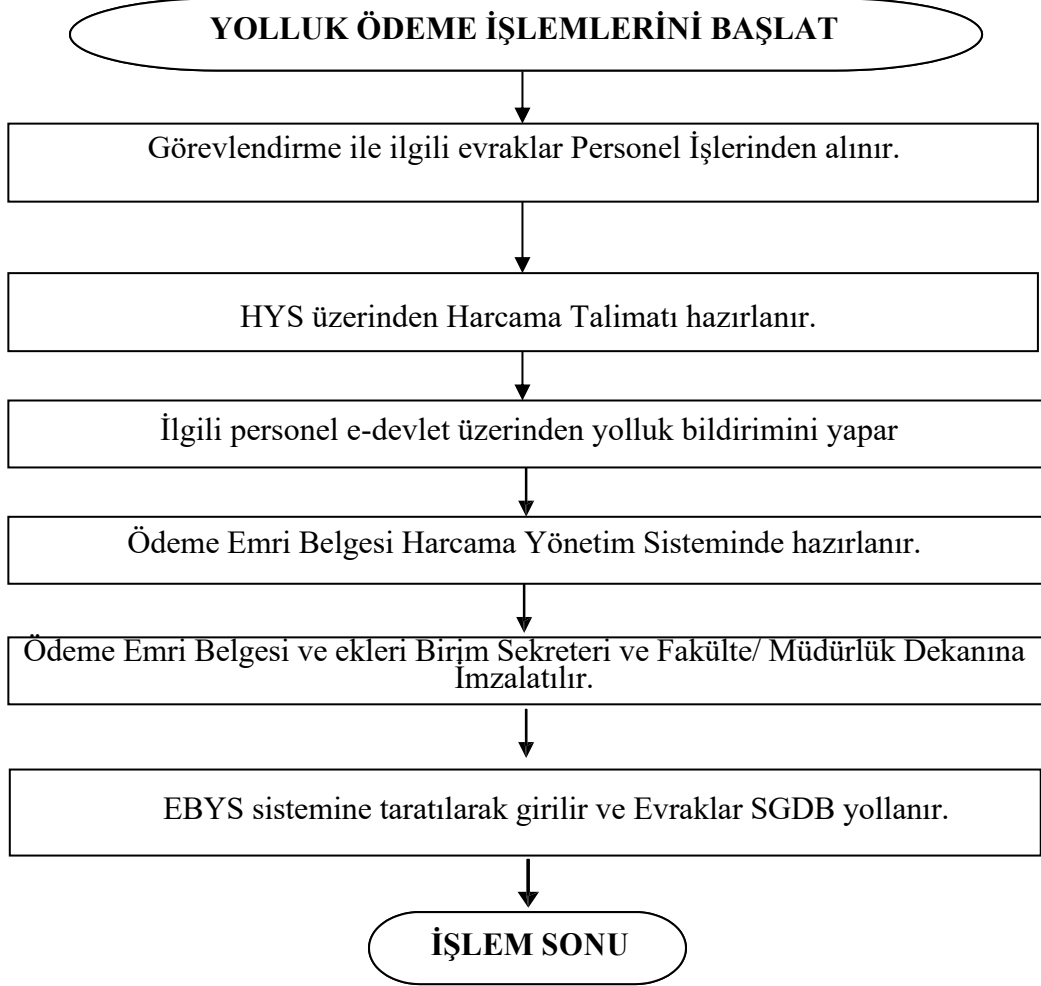 YOLLUK ÖDEME İŞLEMLERİNİ BAŞLAT
Görevlendirme ile ilgili evraklar Personel İşlerinden alınır.
HYS üzerinden Harcama Talimatı hazırlanır.
İlgili personel e-devlet üzerinden yolluk bildirimini yapar
Ödeme Emri Belgesi Harcama Yönetim Sisteminde hazırlanır.
Ödeme Emri Belgesi ve ekleri Birim Sekreteri ve Fakülte/ Müdürlük Dekanına
İmzalatılır.
EBYS sistemine taratılarak girilir ve Evraklar SGDB yollanır.
İŞLEM SONU